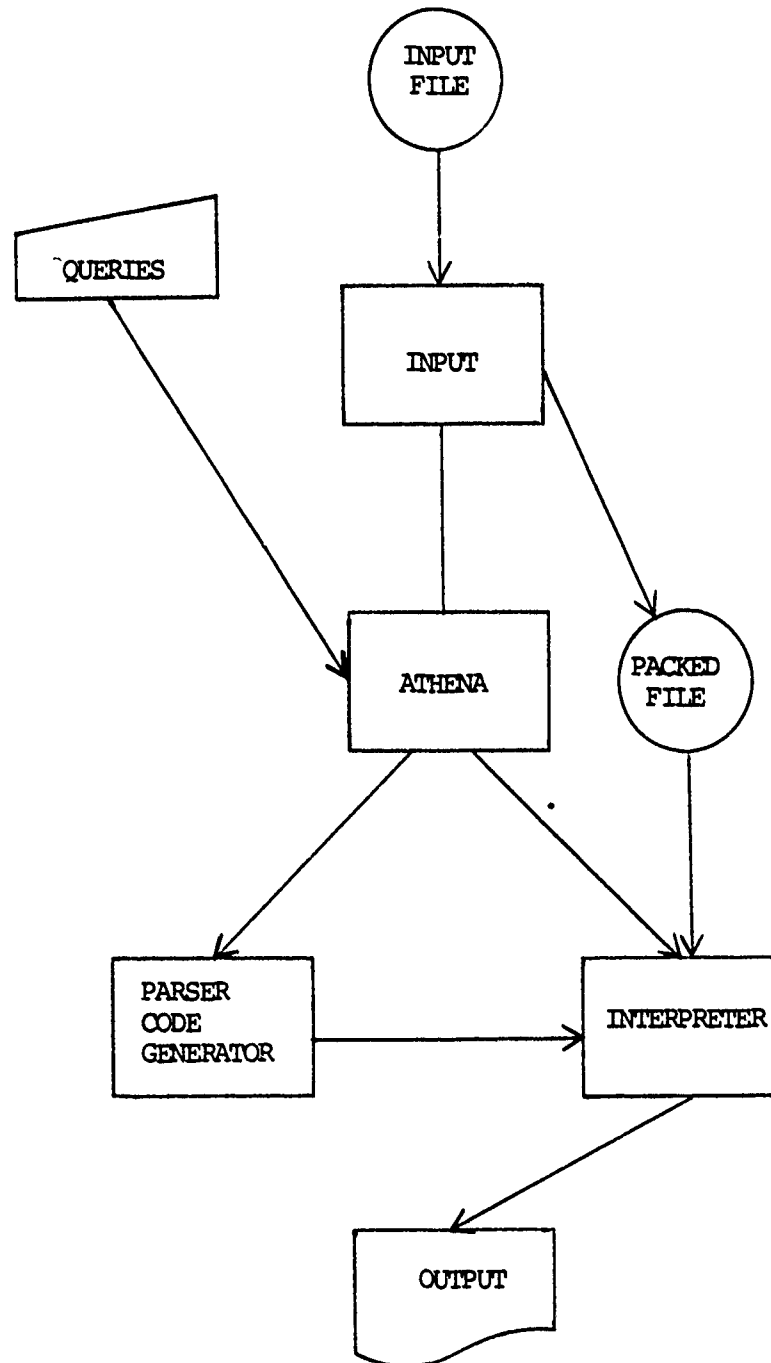 INPUT
FILE
QUERIES
INPUT
ATHENA
PACKED
FILE
PARSER
CODE
GENERATOR
INTERPRETER
OUTPUT